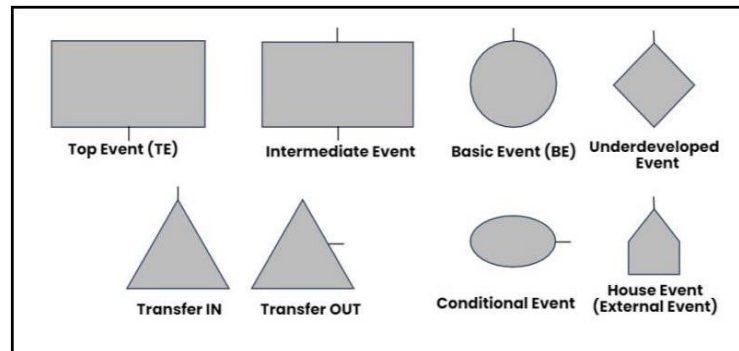 Top Event (TE)
Intermediate Event
Basic Event (BE)
Underdeveloped
Event
Transfer IN
Transfer OUT
Conditional Event
House Event
(External Event)